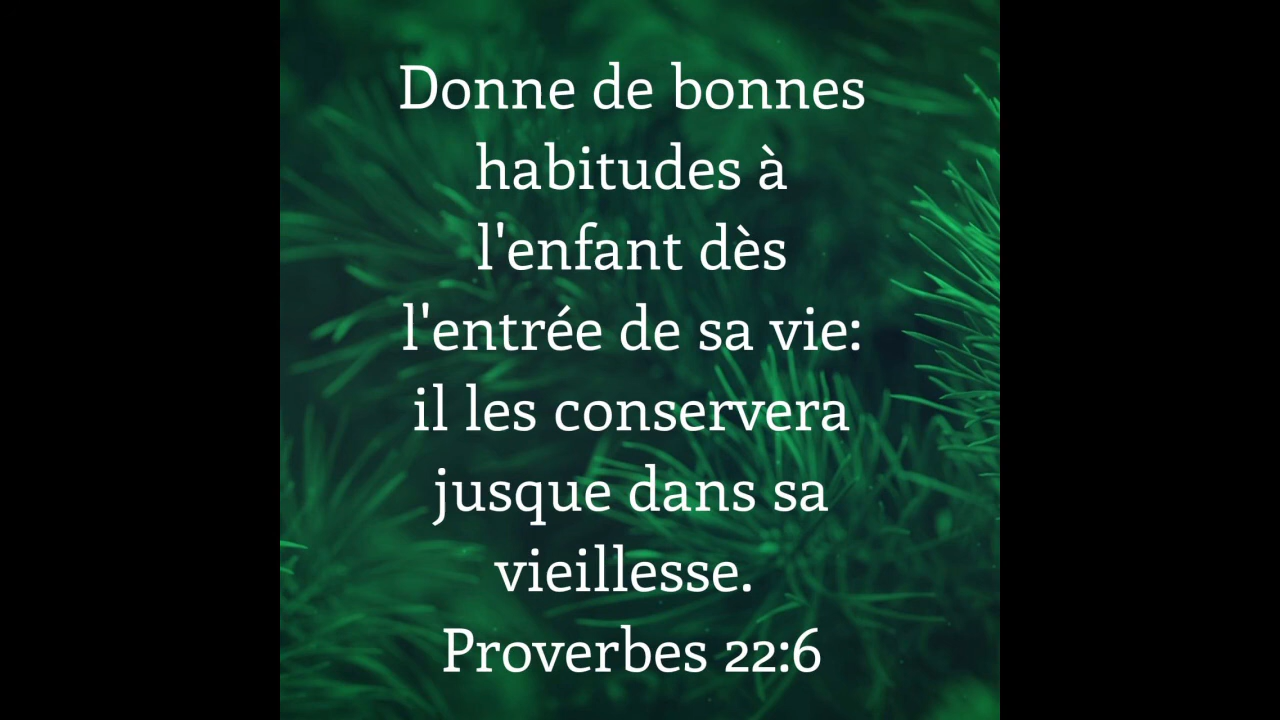 Donne de bonnes
habitudes à
l'enfant dès
l'entrée de sa vie:
il les conservera
jusque dans sa
vieillesse.
Proverbes 22:6